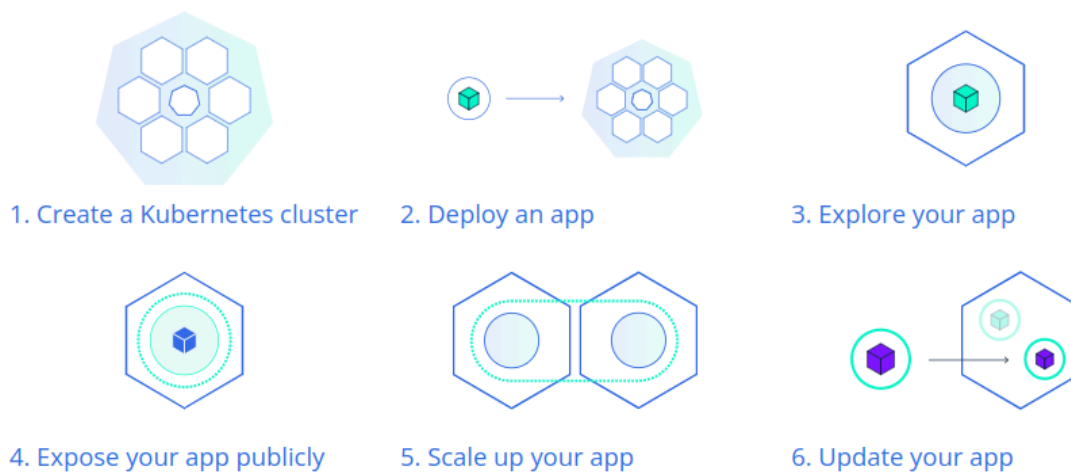 1. Create a Kubernetes cluster
2. Deploy an app
3. Explore your app
4. Expose your app publicly
5. Scale up your app
6. Update your app